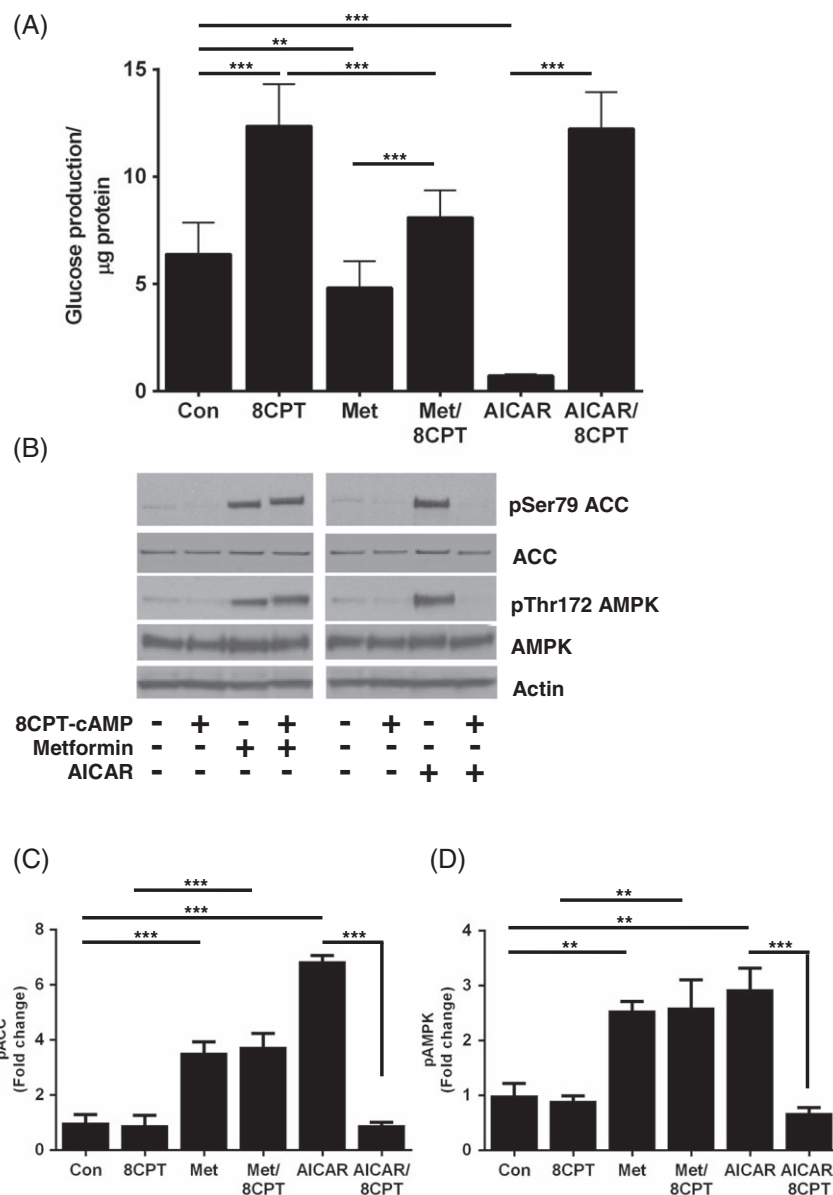 (A)
***
**
*** ***
***
***
15
10
5
0
Glucose production/
µg protein
Con 8CPT Met Met/ AICAR AICAR/
8CPT 8CPT
(B)
pSer79 ACC
ACC
pThr172 AMPK
AMPK
Actin
8CPT-cAMP - + - + - + - +
Metformin - - + + - - - -
AICAR - - - - - - + +
(C)
***
***
*** ***
8
6
4
2
0
pACC
(Fold change)
Con 8CPT Met Met/ AICAR AICAR/
8CPT 8CPT
(D)
**
**
** ***
4
3
2
1
0
pAMPK
(Fold change)
Con 8CPT Met Met/ AICAR AICAR/
8CPT 8CPT